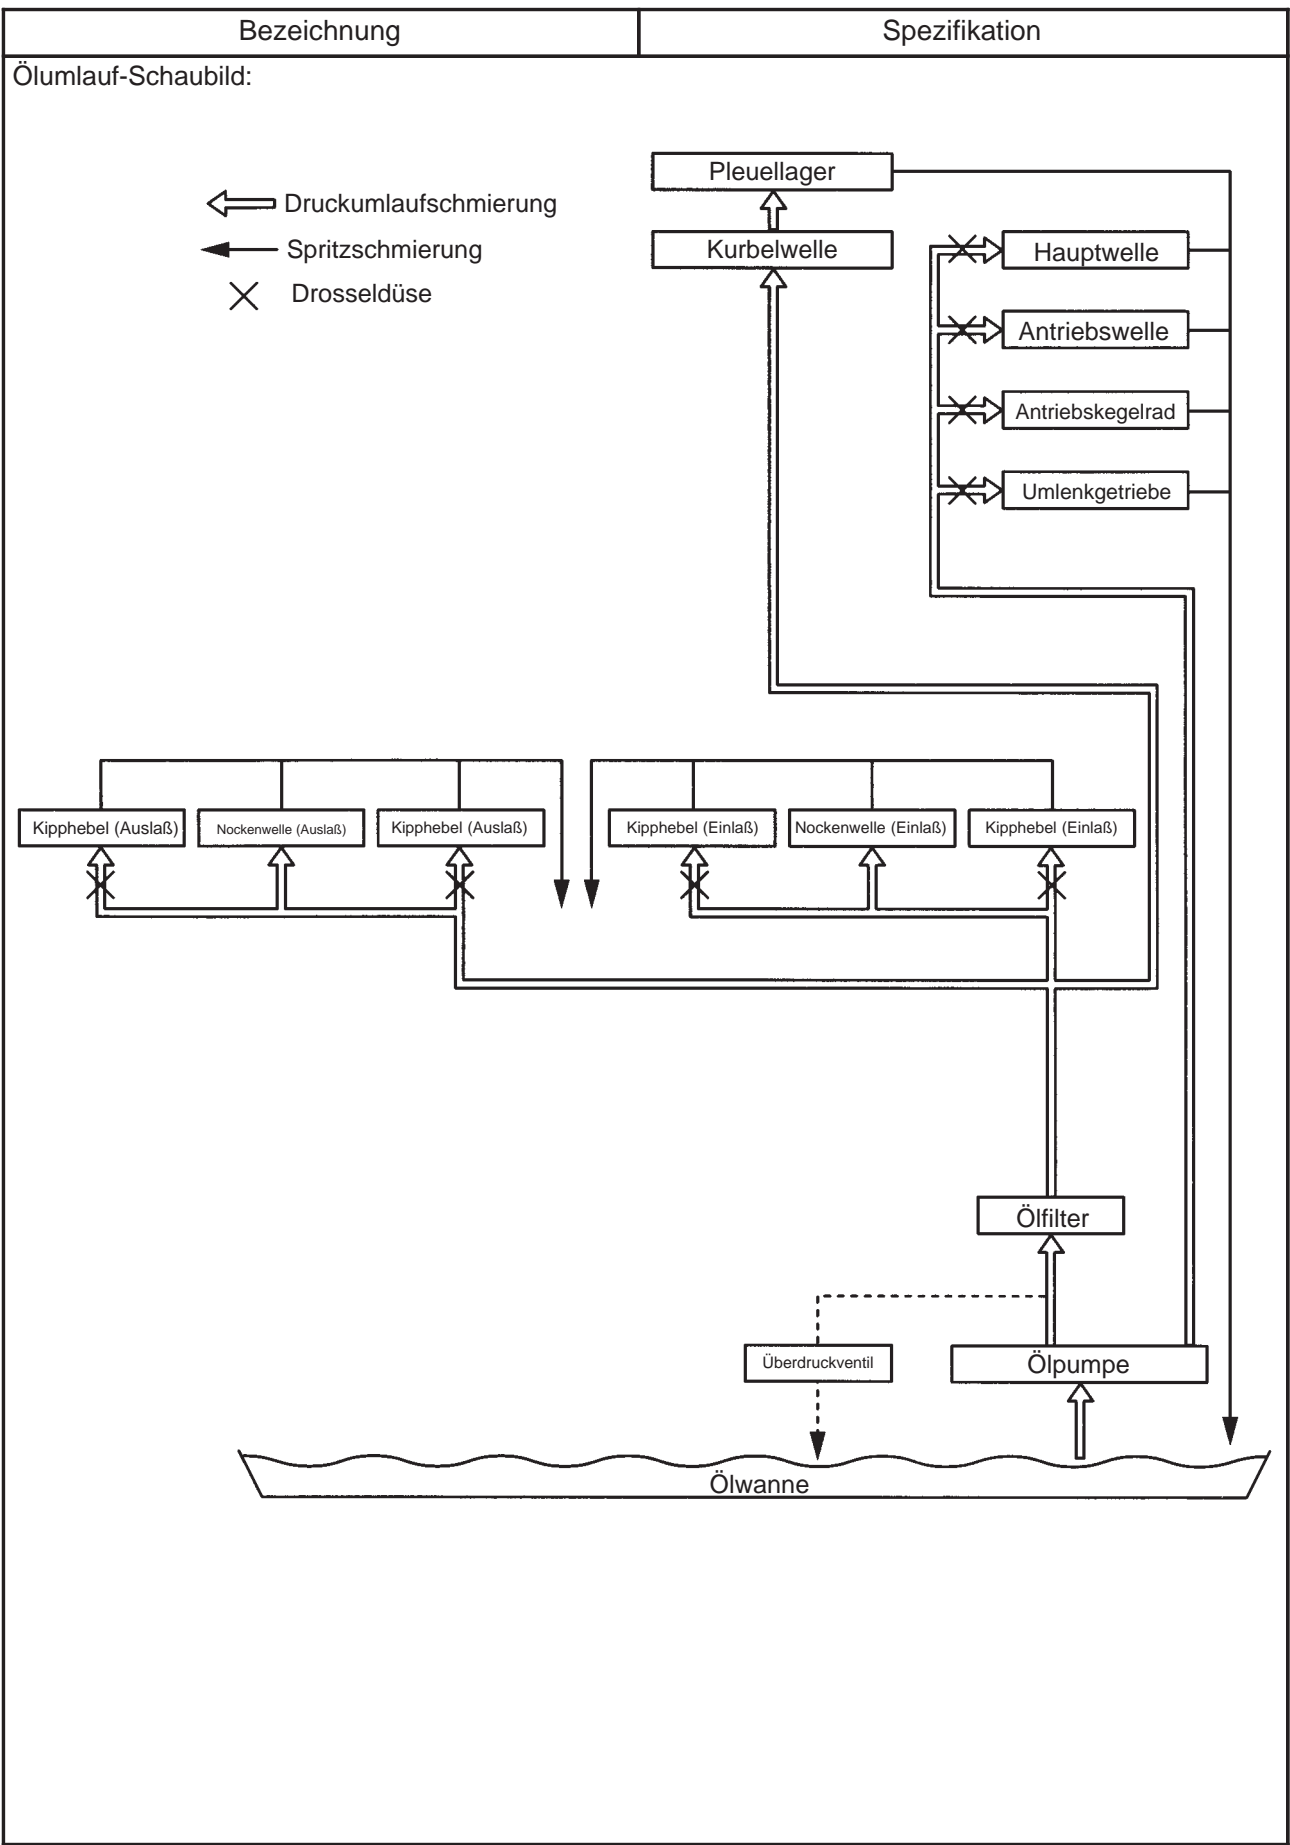 Bezeichnung
Spezifikation
Ölumlauf-Schaubild:
Druckumlaufschmierung
Spritzschmierung
Drosseldüse
Pleuellager
Kurbelwelle
Hauptwelle
Antriebswelle
Antriebskegelrad
Umlenkgetriebe
Kipphebel (Auslaß)
Nockenwelle (Auslaß)
Kipphebel (Auslaß)
Kipphebel (Einlaß)
Nockenwelle (Einlaß)
Kipphebel (Einlaß)
Ölfilter
Überdruckventil
Ölpumpe
Ölwanne